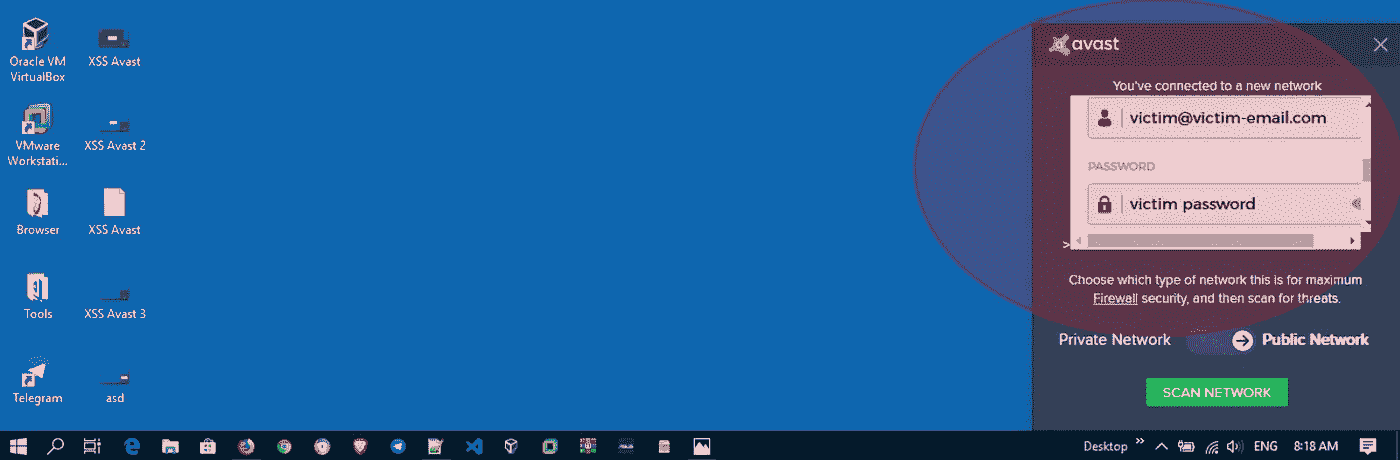 Oracle VM
VirtualBox
XSS Avast
VMware
Workstati...
XSS Avast 2
Browser
XSS Avast
Tools
XSS Avast 3
Telegram
asd
avast
You've connected to a new network
victim@victim-email.com
PASSWORD
victim password
>
Choose which type of network this is for maximum
Firewall security, and then scan for threats.
Private Network
Public Network
SCAN NETWORK
Desktop
ENG
8:18 AM